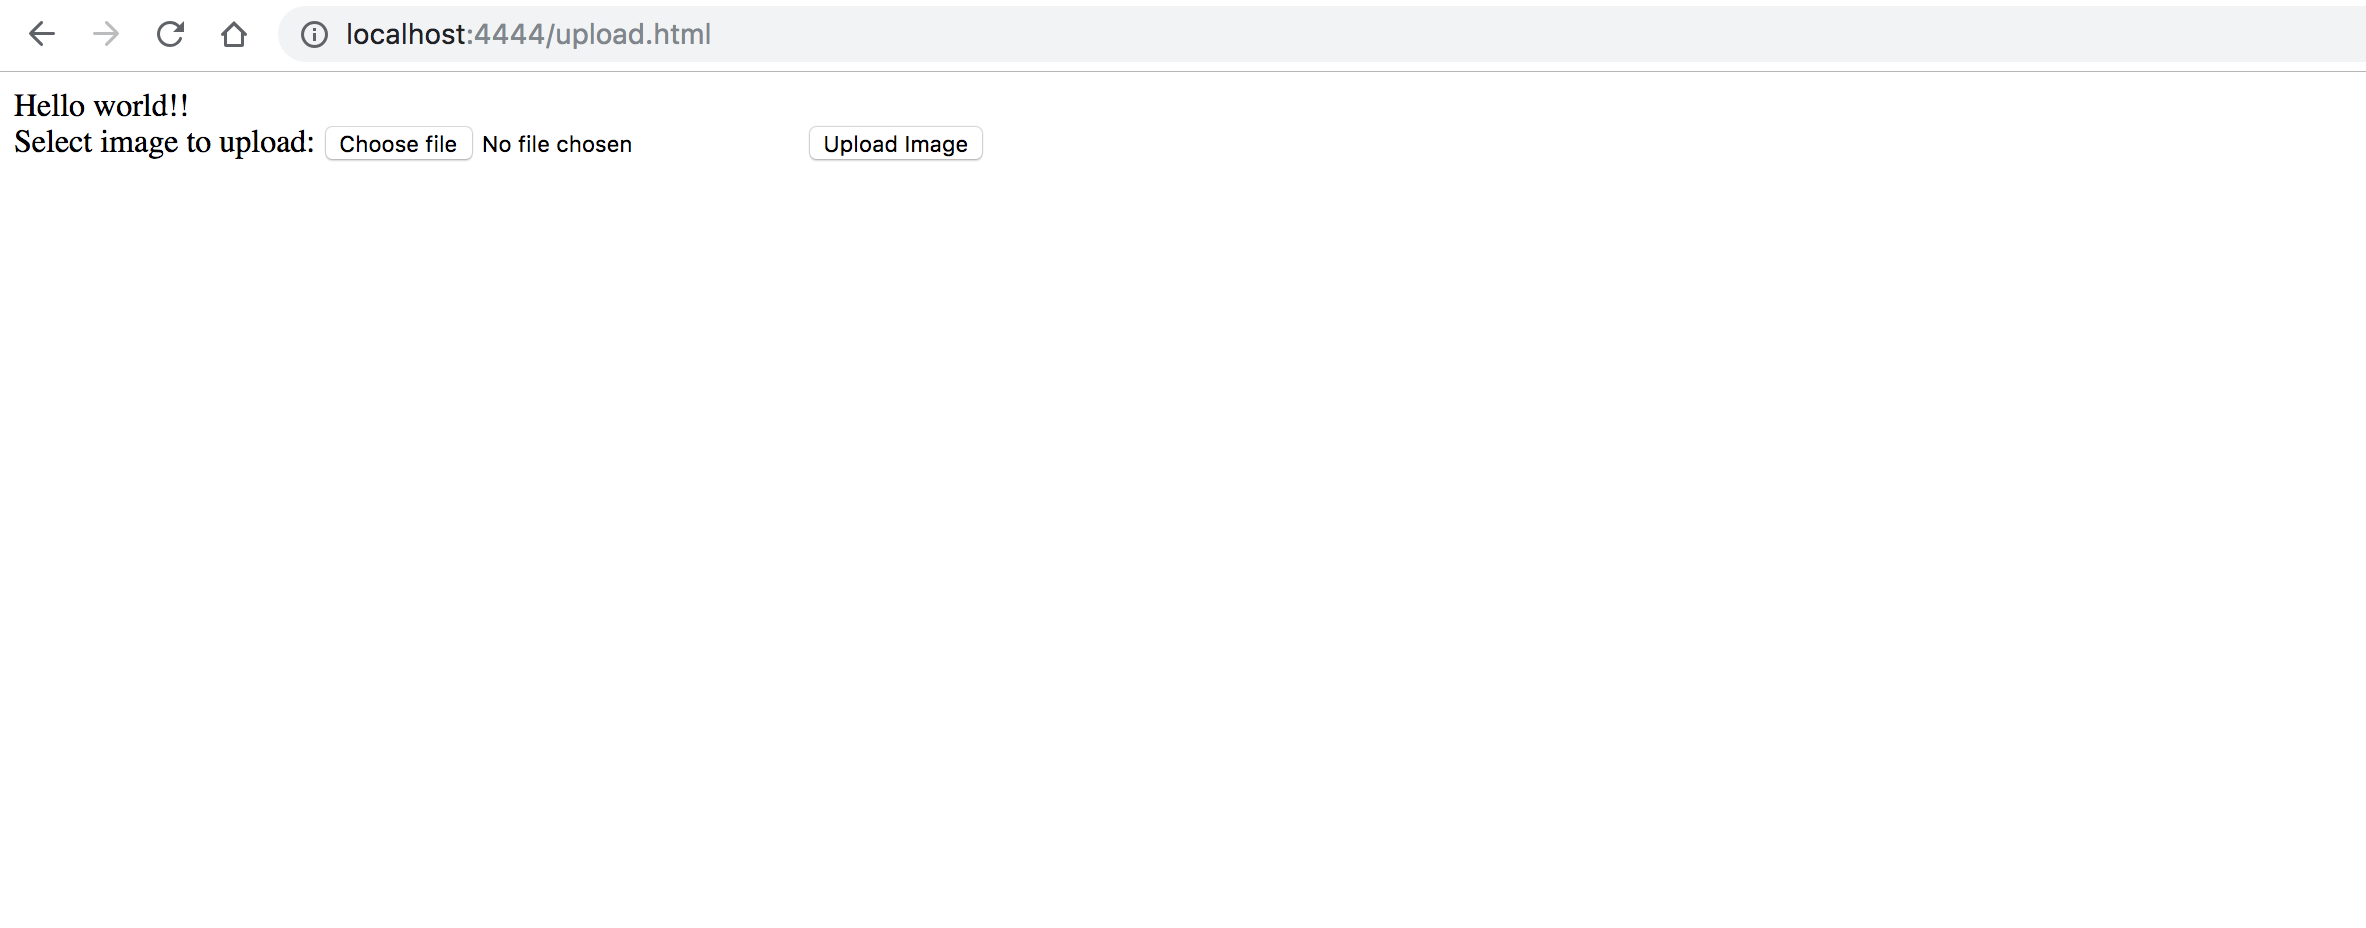 localhost:4444/upload.html
Hello world!!
Select image to upload: Choose file No file chosen Upload Image